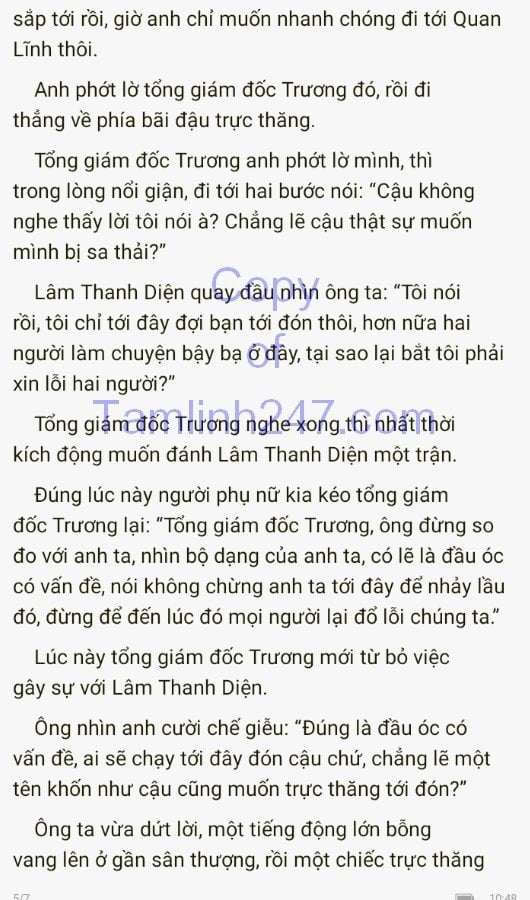 sắp tới rồi, giờ anh chỉ muốn nhanh chóng đi tới Quan
Lĩnh thôi.
Anh phớt lờ tổng giám đốc Trương đó, rồi đi
thẳng về phía bãi đậu trực thăng.
Tổng giám đốc Trương anh phớt lờ mình, thì
trong lòng nổi giận, đi tới hai bước nói: “Cậu không
nghe thấy lời tôi nói à? Chẳng lẽ cậu thật sự muốn
mình bị sa thải?”
Lâm Thanh Diện quay đầu nhìn ông ta: “Tôi nói
rồi, tôi chỉ tới đây đợi bạn tới đón thôi, hơn nữa hai
người làm chuyện bậy bạ ở đây, tại sao lại bắt tôi phải
xin lỗi hai người?”
Tổng giám đốc Trương nghe xong thì nhất thời
kích động muốn đánh Lâm Thanh Diện một trận.
Đúng lúc này người phụ nữ kia kéo tổng giám
đốc Trương lại: “Tổng giám đốc Trương, ông đừng so
đo với anh ta, nhìn bộ dạng của anh ta, có lẽ là đầu óc
có vấn đề, nói không chừng anh ta tới đây để nhảy lầu
đó, đừng để đến lúc đó mọi người lại đổ lỗi chúng ta.”
Lúc này tổng giám đốc Trương mới từ bỏ việc
gây sự với Lâm Thanh Diện.
Ông nhìn anh cười chế giễu: “Đúng là đầu óc có
vấn đề, ai sẽ chạy tới đây đón cậu chứ, chẳng lẽ một
tên khốn như cậu cũng muốn trực thăng tới đón?”
Ông ta vừa dứt lời, một tiếng động lớn bỗng
vang lên ở gần sân thượng, rồi một chiếc trực thăng
Copy
of
Tamlinh247.com
5/7
10:48